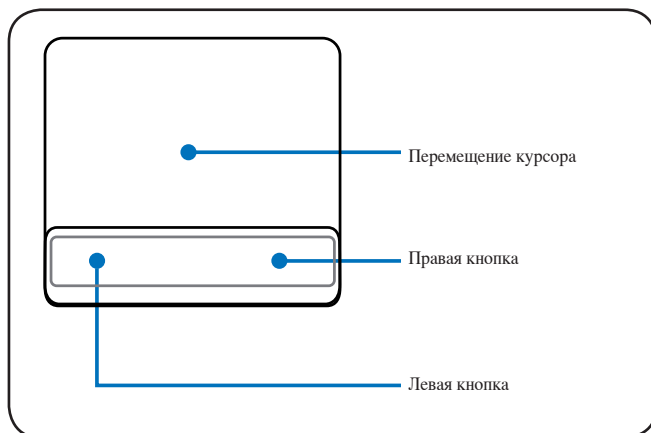 Перемещение курсора
Правая кнопка
Левая кнопка